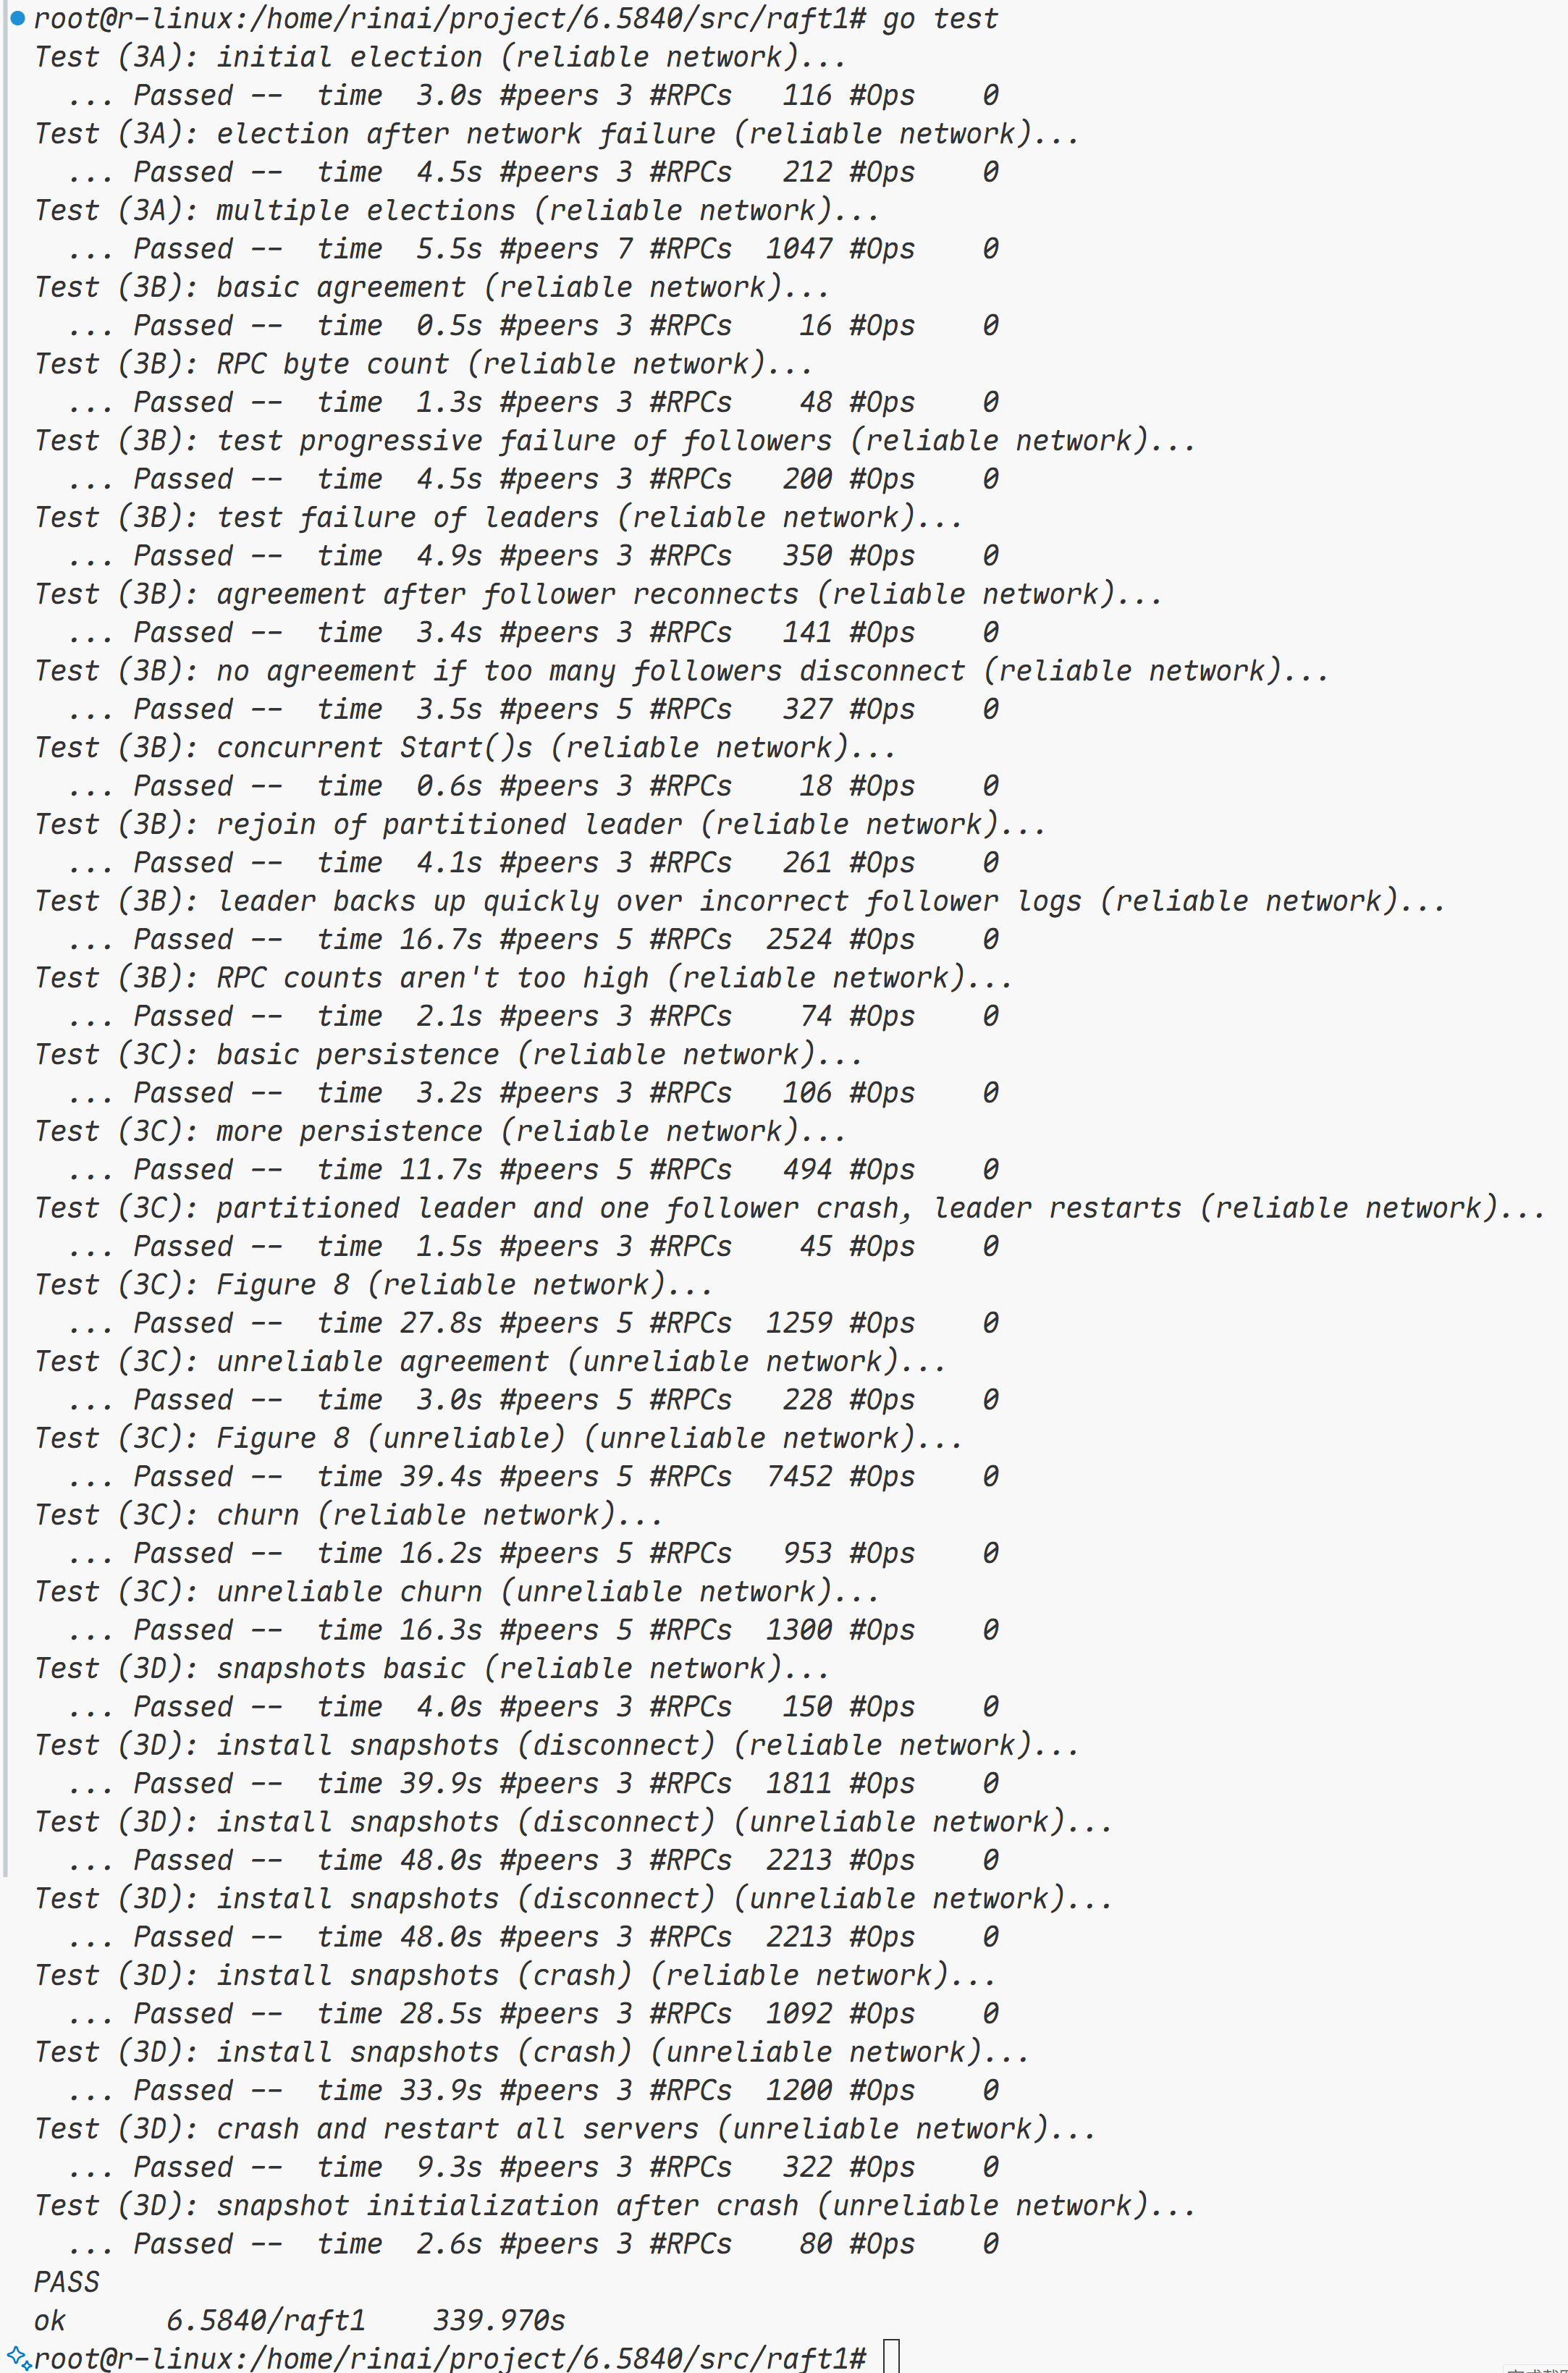 root@r-linux:/home/rinai/project/6.5840/src/raft1# go test
Test (3A): initial election (reliable network)...
  ... Passed --  time  3.0s #peers 3 #RPCs   116 #Ops    0
Test (3A): election after network failure (reliable network)...
  ... Passed --  time  4.5s #peers 3 #RPCs   212 #Ops    0
Test (3A): multiple elections (reliable network)...
  ... Passed --  time  5.5s #peers 7 #RPCs  1047 #Ops    0
Test (3B): basic agreement (reliable network)...
  ... Passed --  time  0.5s #peers 3 #RPCs    16 #Ops    0
Test (3B): RPC byte count (reliable network)...
  ... Passed --  time  1.3s #peers 3 #RPCs    48 #Ops    0
Test (3B): test progressive failure of followers (reliable network)...
  ... Passed --  time  4.5s #peers 3 #RPCs   200 #Ops    0
Test (3B): test failure of leaders (reliable network)...
  ... Passed --  time  4.9s #peers 3 #RPCs   350 #Ops    0
Test (3B): agreement after follower reconnects (reliable network)...
  ... Passed --  time  3.4s #peers 3 #RPCs   141 #Ops    0
Test (3B): no agreement if too many followers disconnect (reliable network)...
  ... Passed --  time  3.5s #peers 5 #RPCs   327 #Ops    0
Test (3B): concurrent Start()s (reliable network)...
  ... Passed --  time  0.6s #peers 3 #RPCs    18 #Ops    0
Test (3B): rejoin of partitioned leader (reliable network)...
  ... Passed --  time  4.1s #peers 3 #RPCs   261 #Ops    0
Test (3B): leader backs up quickly over incorrect follower logs (reliable network)...
  ... Passed --  time 16.7s #peers 5 #RPCs  2524 #Ops    0
Test (3B): RPC counts aren't too high (reliable network)...
  ... Passed --  time  2.1s #peers 3 #RPCs    74 #Ops    0
Test (3C): basic persistence (reliable network)...
  ... Passed --  time  3.2s #peers 3 #RPCs   106 #Ops    0
Test (3C): more persistence (reliable network)...
  ... Passed --  time 11.7s #peers 5 #RPCs   494 #Ops    0
Test (3C): partitioned leader and one follower crash, leader restarts (reliable network)...
  ... Passed --  time  1.5s #peers 3 #RPCs    45 #Ops    0
Test (3C): Figure 8 (reliable network)...
  ... Passed --  time 27.8s #peers 5 #RPCs  1259 #Ops    0
Test (3C): unreliable agreement (unreliable network)...
  ... Passed --  time  3.0s #peers 5 #RPCs   228 #Ops    0
Test (3C): Figure 8 (unreliable) (unreliable network)...
  ... Passed --  time 39.4s #peers 5 #RPCs  7452 #Ops    0
Test (3C): churn (reliable network)...
  ... Passed --  time 16.2s #peers 5 #RPCs   953 #Ops    0
Test (3C): unreliable churn (unreliable network)...
  ... Passed --  time 16.3s #peers 5 #RPCs  1300 #Ops    0
Test (3D): snapshots basic (reliable network)...
  ... Passed --  time  4.0s #peers 3 #RPCs   150 #Ops    0
Test (3D): install snapshots (disconnect) (reliable network)...
  ... Passed --  time 39.9s #peers 3 #RPCs  1811 #Ops    0
Test (3D): install snapshots (disconnect) (unreliable network)...
  ... Passed --  time 48.0s #peers 3 #RPCs  2213 #Ops    0
Test (3D): install snapshots (disconnect) (unreliable network)...
  ... Passed --  time 48.0s #peers 3 #RPCs  2213 #Ops    0
Test (3D): install snapshots (crash) (reliable network)...
  ... Passed --  time 28.5s #peers 3 #RPCs  1092 #Ops    0
Test (3D): install snapshots (crash) (unreliable network)...
  ... Passed --  time 33.9s #peers 3 #RPCs  1200 #Ops    0
Test (3D): crash and restart all servers (unreliable network)...
  ... Passed --  time  9.3s #peers 3 #RPCs   322 #Ops    0
Test (3D): snapshot initialization after crash (unreliable network)...
  ... Passed --  time  2.6s #peers 3 #RPCs    80 #Ops    0
PASS
ok      6.5840/raft1    339.970s
root@r-linux:/home/rinai/project/6.5840/src/raft1#